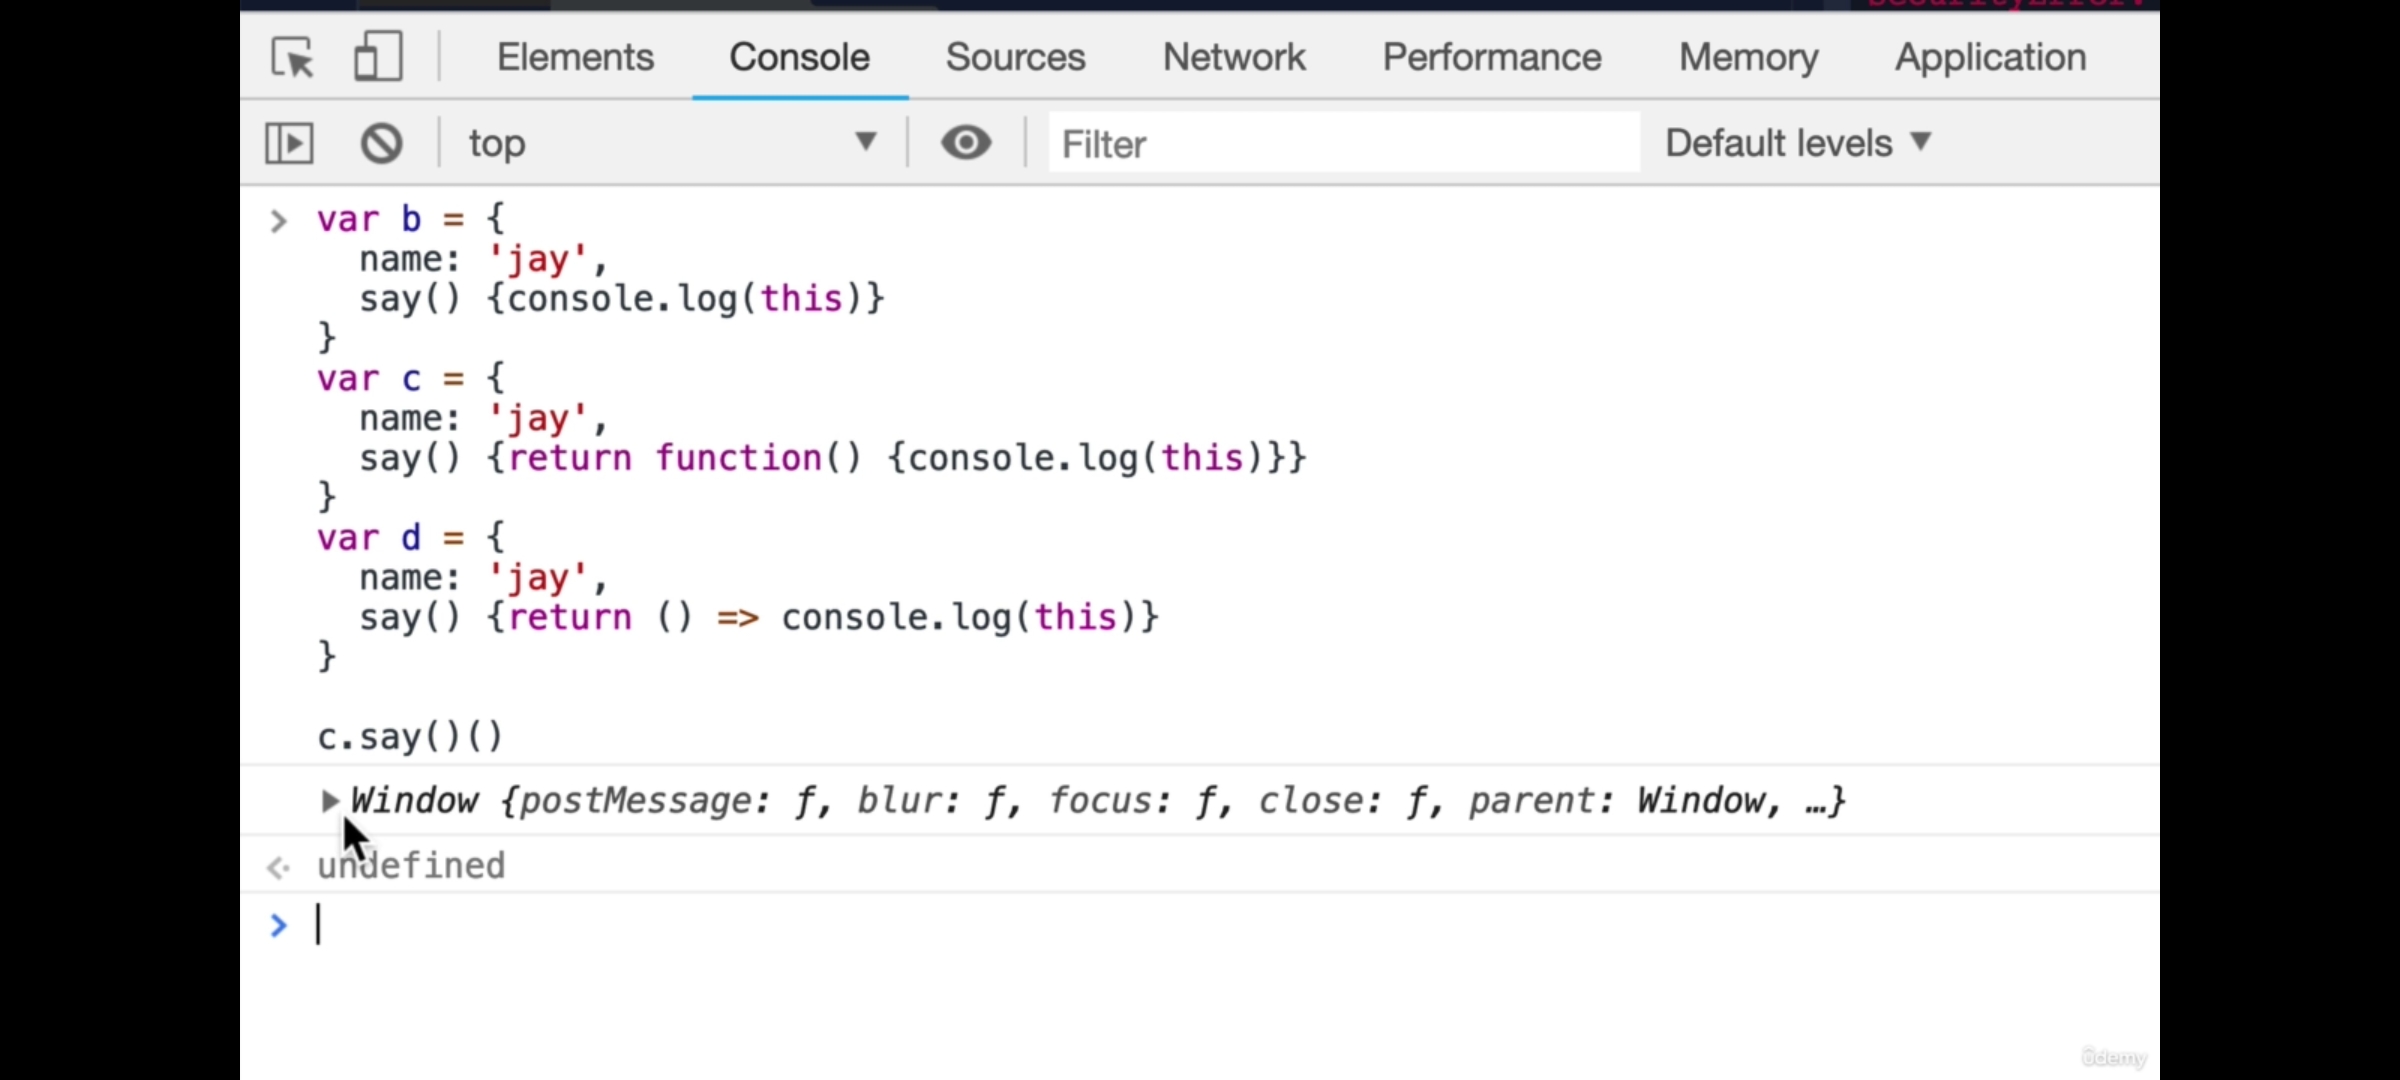 SecurityError:
Elements Console Sources Network Performance Memory Application
top Filter Default levels
> var b = {
name: 'jay',
say() {console.log(this)}
}
var c = {
name: 'jay',
say() {return function() {console.log(this)}}
}
var d = {
name: 'jay',
say() {return () => console.log(this)}
}
c.say()()
Window {postMessage: ƒ, blur: ƒ, focus: ƒ, close: ƒ, parent: Window, …}
undefined
>
ûdemy